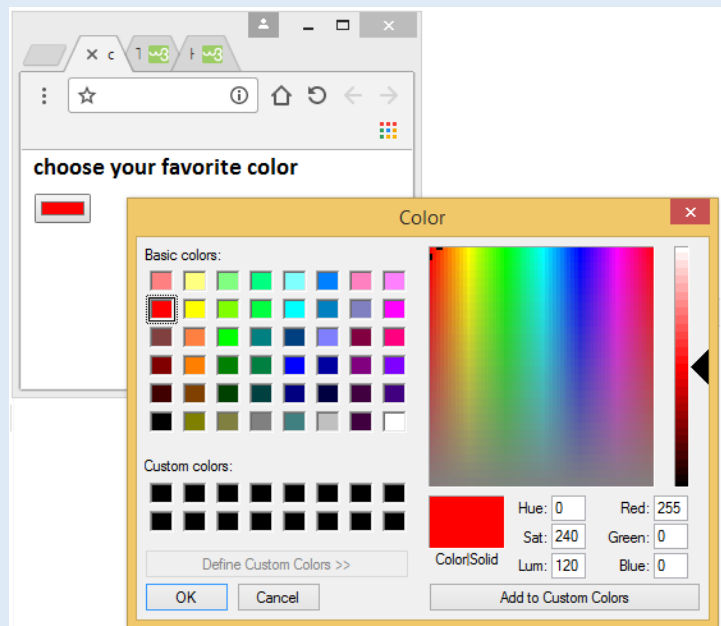 c
choose your favorite color
Color
Basic colors:
Custom colors:
Define Custom Colors >>
OK
Cancel
Color|Solid
Hue: 0
Sat: 240
Lum: 120
Red: 255
Green: 0
Blue: 0
Add to Custom Colors